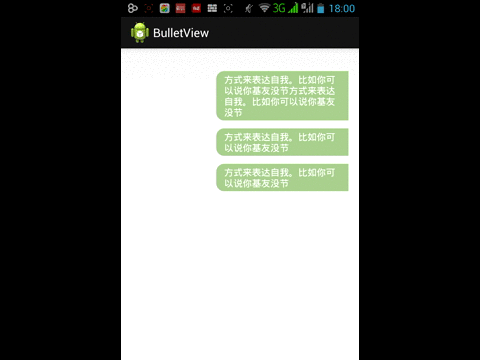 3G 18:00
BulletView
方式来表达自我。比如你可
以说你基友没节方式来表达
自我。比如你可以说你基友
没节
方式来表达自我。比如你可
以说你基友没节
方式来表达自我。比如你可
以说你基友没节